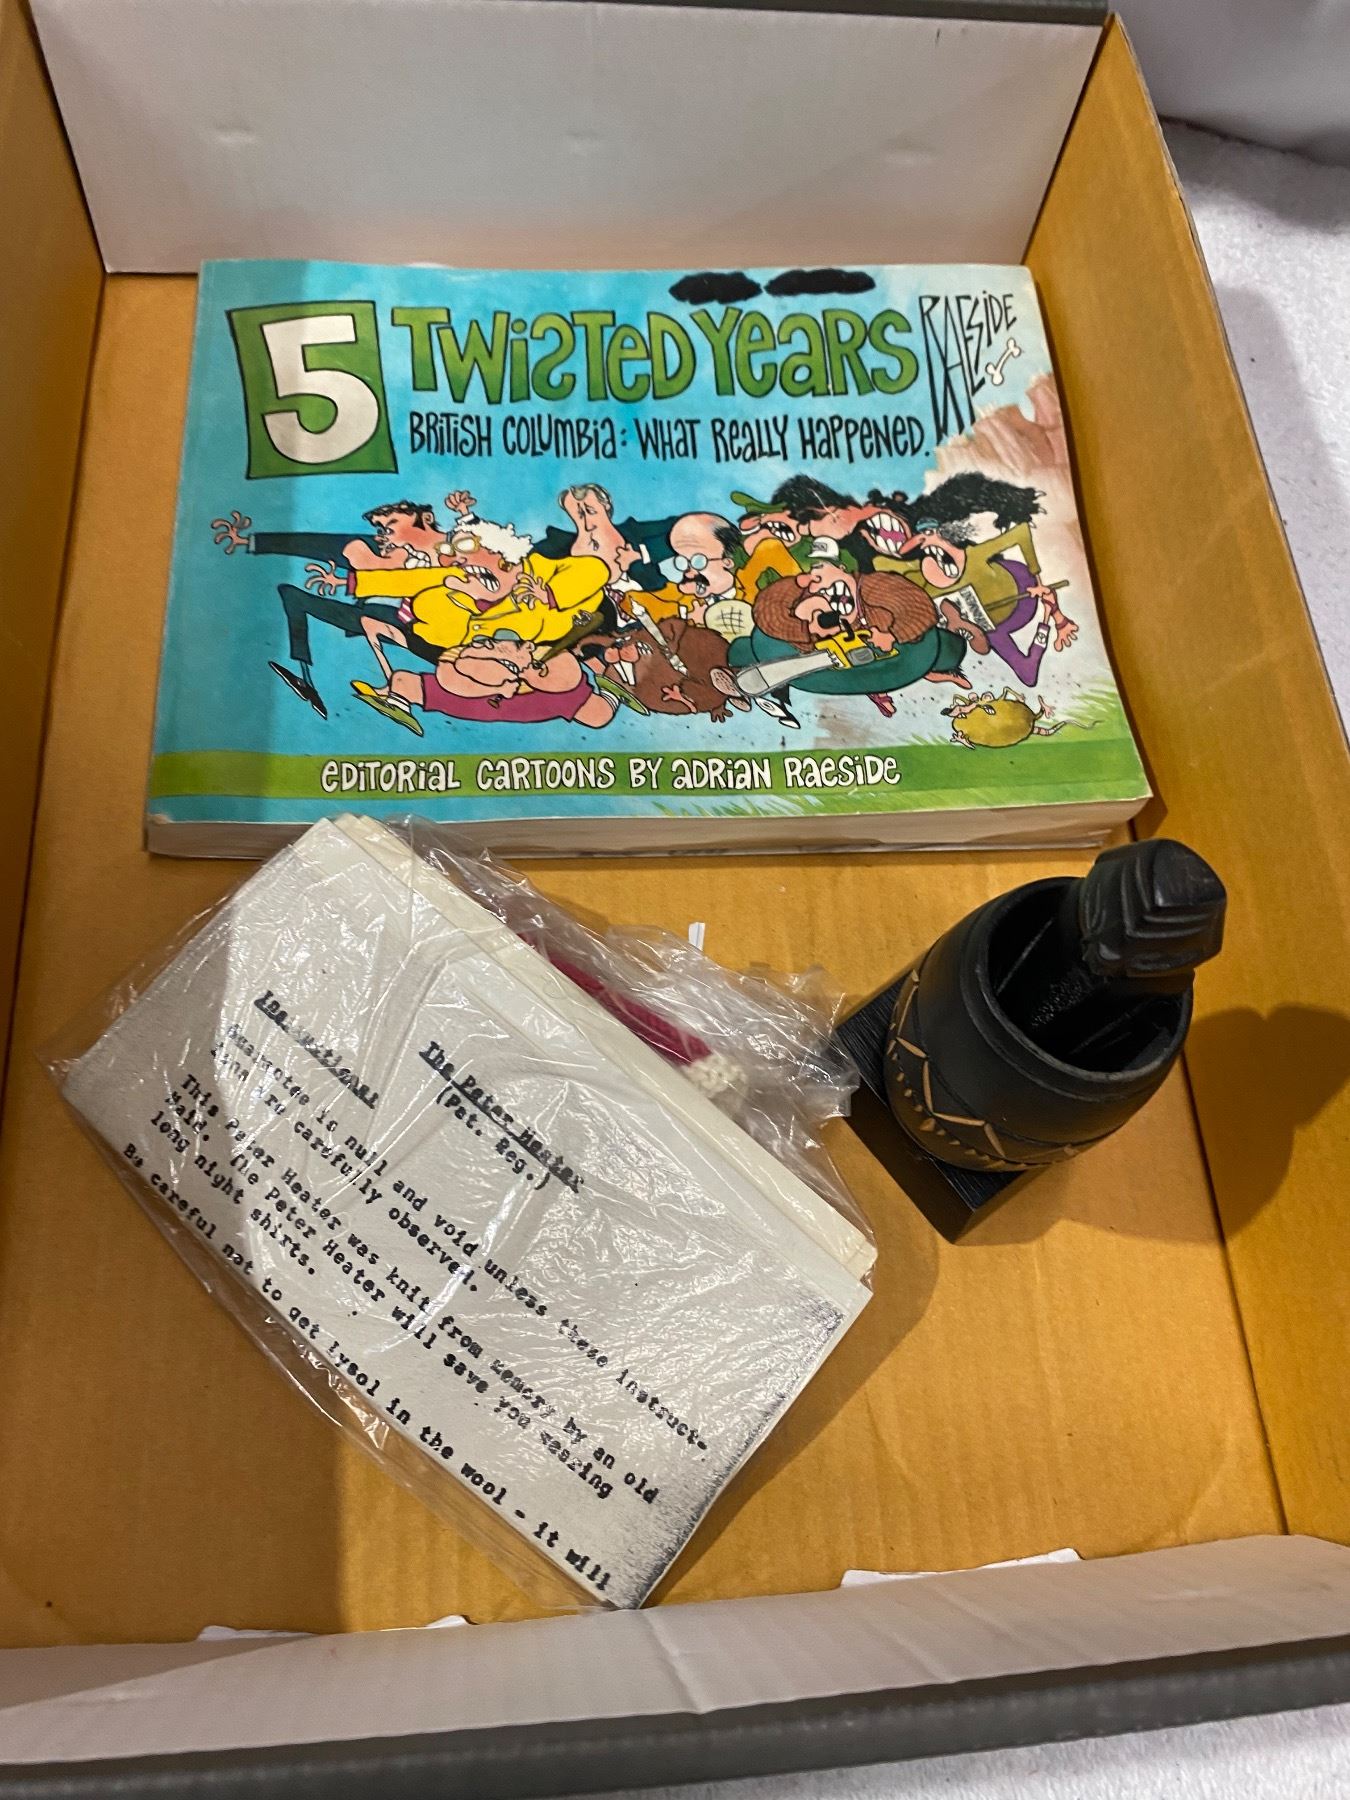 5 TWISTED YEARS
RAESIDE
BRITISH COLUMBIA: WHAT REALLY HAPPENED.
EDITORIAL CARTOONS BY ADRIAN RAESIDE
The Peter Heater
(Pat. Reg.)
Instructions:
Guarantee is null and void unless these instruct-
ions are carefully observed.
This Peter Heater was knit from memory by an old
Maid. The Peter Heater will save you wearing
long night shirts.
Be careful not to get lysol in the wool - it will